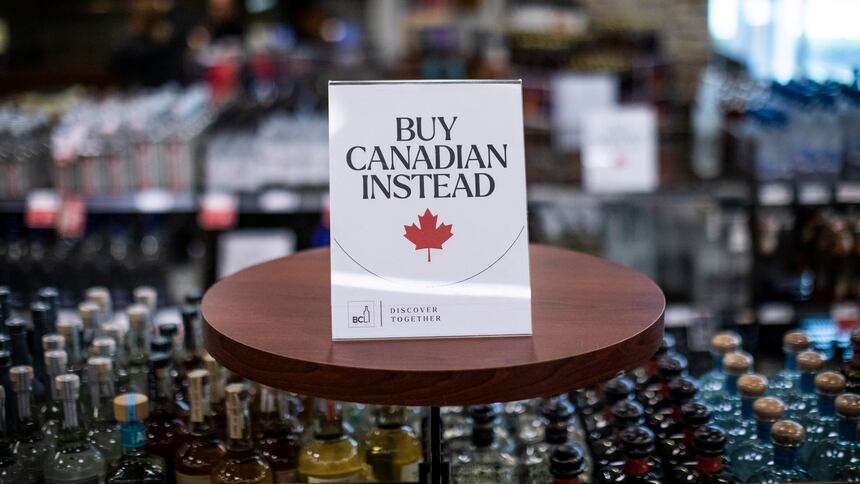 BUY
CANADIAN
INSTEAD
BCL
DISCOVER
TOGETHER